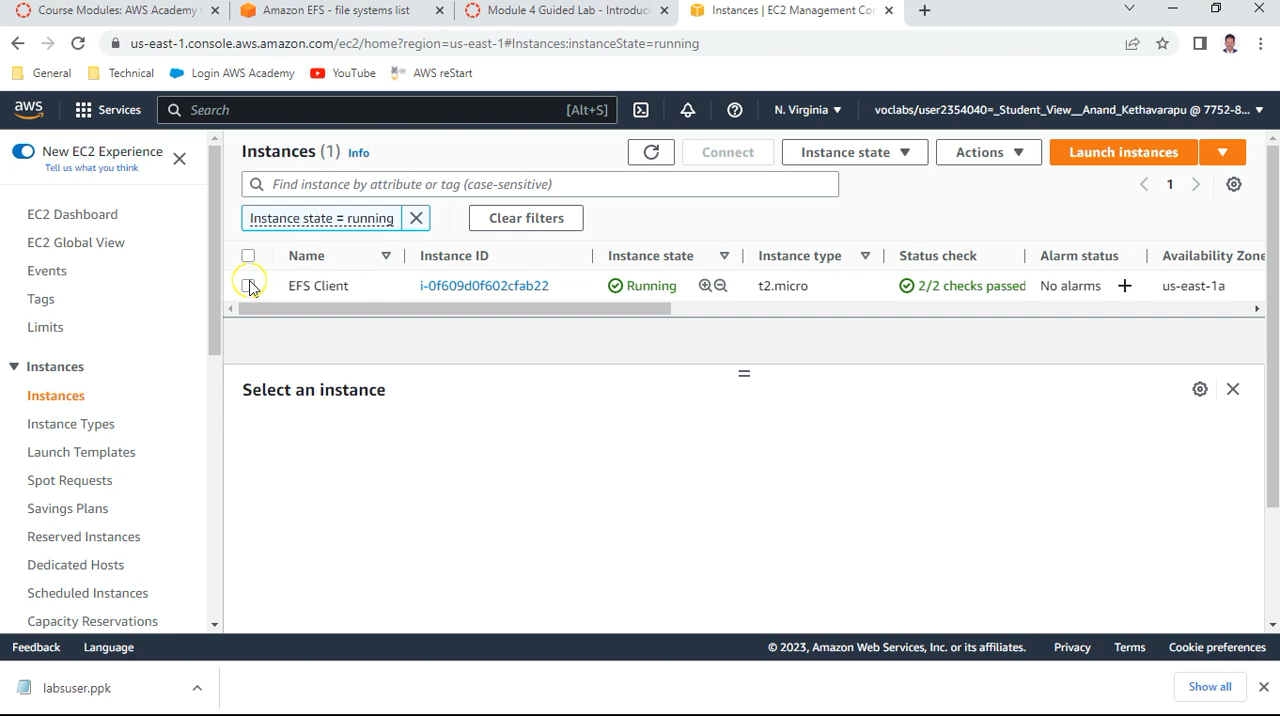 Course Modules: AWS Academy
Amazon EFS - file systems list
Module 4 Guided Lab - Introduci
Instances | EC2 Management Con
us-east-1.console.aws.amazon.com/ec2/home?region=us-east-1#Instances:instanceState=running
General
Technical
Login AWS Academy
YouTube
AWS reStart
aws
Services
Search
[Alt+S]
N. Virginia
voclabs/user2354040=_Student_View__Anand_Kethavarapu @ 7752-8...
New EC2 Experience
Tell us what you think
EC2 Dashboard
EC2 Global View
Events
Tags
Limits
Instances
Instances
Instance Types
Launch Templates
Spot Requests
Savings Plans
Reserved Instances
Dedicated Hosts
Scheduled Instances
Capacity Reservations
Instances (1) Info
Connect
Instance state
Actions
Launch instances
Find instance by attribute or tag (case-sensitive)
1
Instance state = running
Clear filters
Name
Instance ID
Instance state
Instance type
Status check
Alarm status
Availability Zone
EFS Client
i-0f609d0f602cfab22
Running
t2.micro
2/2 checks passed
No alarms
us-east-1a
Select an instance
Feedback
Language
© 2023, Amazon Web Services, Inc. or its affiliates.
Privacy
Terms
Cookie preferences
labsuser.ppk
Show all